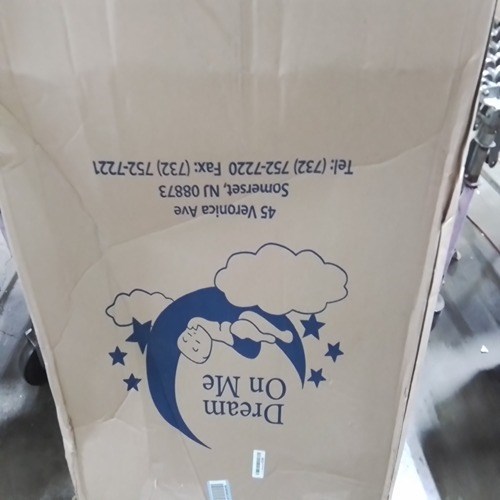 Dream
On Me
45 Veronica Ave
Somerset, NJ 08873
Tel: (732) 752-7220 Fax: (732) 752-7221